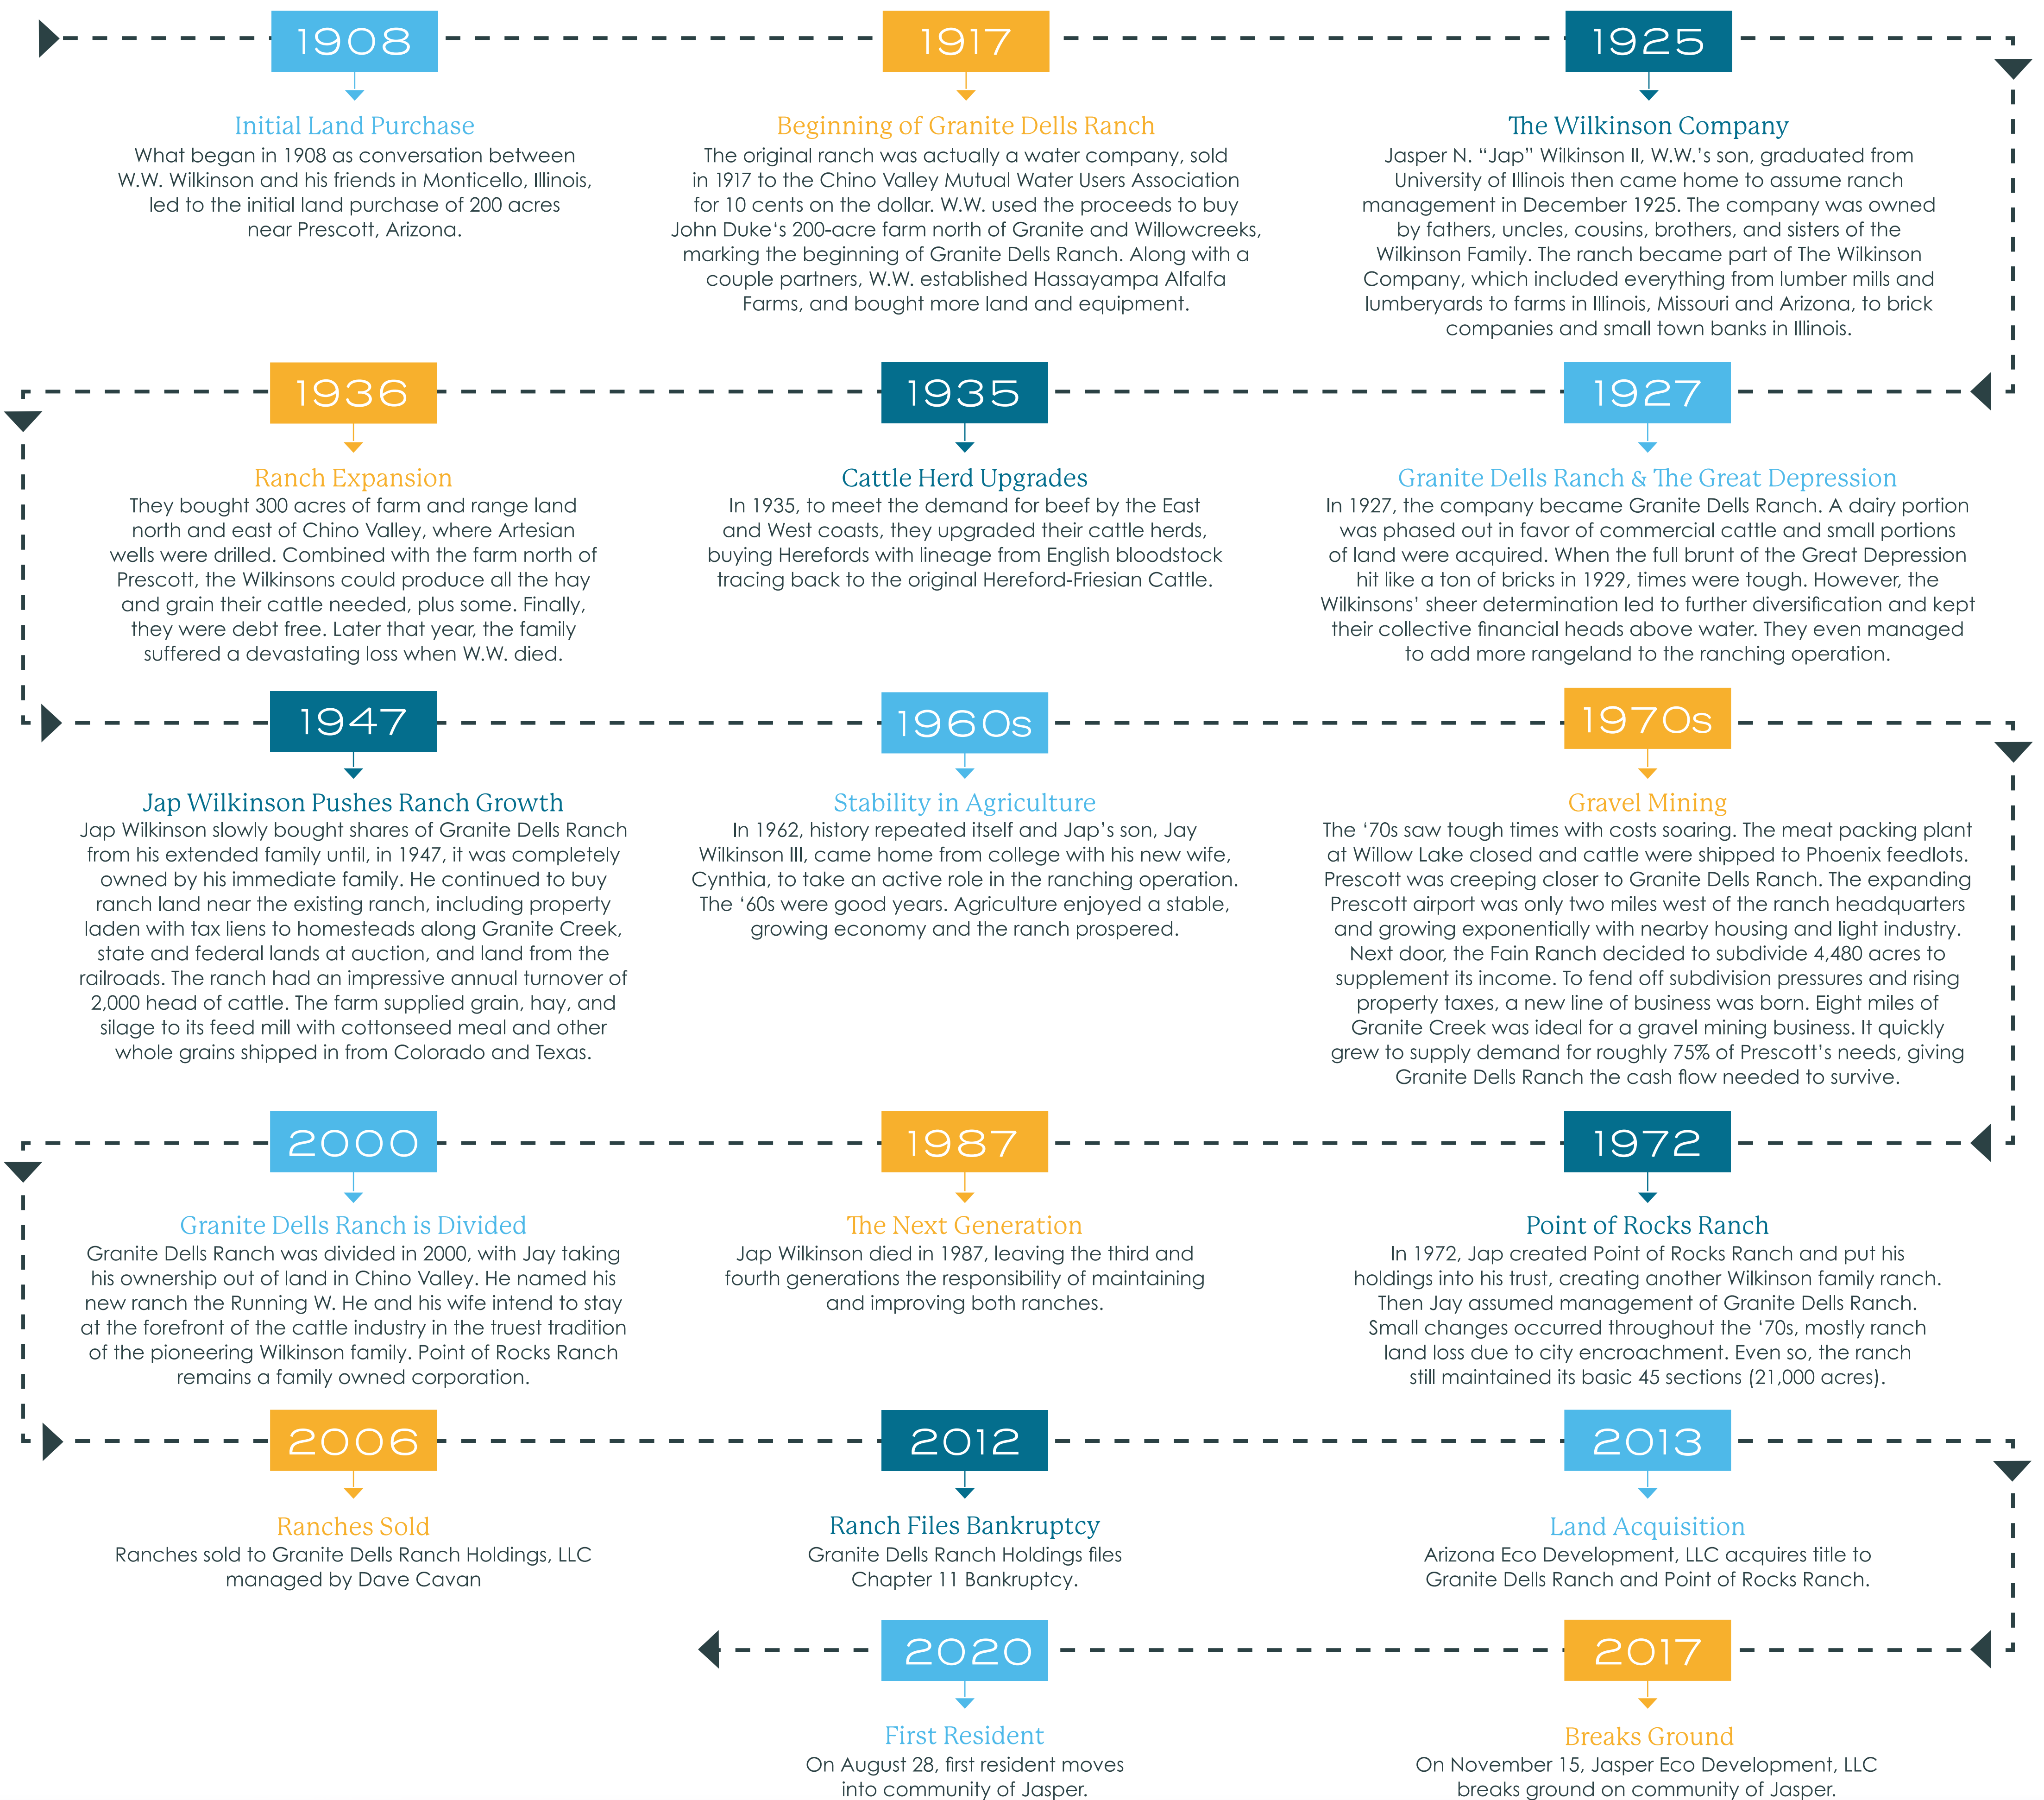 1908
Initial Land Purchase
What began in 1908 as conversation between
W.W. Wilkinson and his friends in Monticello, Illinois,
led to the initial land purchase of 200 acres
near Prescott, Arizona.
1917
Beginning of Granite Dells Ranch
The original ranch was actually a water company, sold
in 1917 to the Chino Valley Mutual Water Users Association
for 10 cents on the dollar. W.W. used the proceeds to buy
John Duke‘s 200-acre farm north of Granite and Willowcreeks,
marking the beginning of Granite Dells Ranch. Along with a
couple partners, W.W. established Hassayampa Alfalfa
Farms, and bought more land and equipment.
1925
The Wilkinson Company
Jasper N. “Jap” Wilkinson II, W.W.’s son, graduated from
University of Illinois then came home to assume ranch
management in December 1925. The company was owned
by fathers, uncles, cousins, brothers, and sisters of the
Wilkinson Family. The ranch became part of The Wilkinson
Company, which included everything from lumber mills and
lumberyards to farms in Illinois, Missouri and Arizona, to brick
companies and small town banks in Illinois.
1927
Granite Dells Ranch & The Great Depression
In 1927, the company became Granite Dells Ranch. A dairy portion
was phased out in favor of commercial cattle and small portions
of land were acquired. When the full brunt of the Great Depression
hit like a ton of bricks in 1929, times were tough. However, the
Wilkinsons’ sheer determination led to further diversification and kept
their collective financial heads above water. They even managed
to add more rangeland to the ranching operation.
1935
Cattle Herd Upgrades
In 1935, to meet the demand for beef by the East
and West coasts, they upgraded their cattle herds,
buying Herefords with lineage from English bloodstock
tracing back to the original Hereford-Friesian Cattle.
1936
Ranch Expansion
They bought 300 acres of farm and range land
north and east of Chino Valley, where Artesian
wells were drilled. Combined with the farm north of
Prescott, the Wilkinsons could produce all the hay
and grain their cattle needed, plus some. Finally,
they were debt free. Later that year, the family
suffered a devastating loss when W.W. died.
1947
Jap Wilkinson Pushes Ranch Growth
Jap Wilkinson slowly bought shares of Granite Dells Ranch
from his extended family until, in 1947, it was completely
owned by his immediate family. He continued to buy
ranch land near the existing ranch, including property
laden with tax liens to homesteads along Granite Creek,
state and federal lands at auction, and land from the
railroads. The ranch had an impressive annual turnover of
2,000 head of cattle. The farm supplied grain, hay, and
silage to its feed mill with cottonseed meal and other
whole grains shipped in from Colorado and Texas.
1960s
Stability in Agriculture
In 1962, history repeated itself and Jap’s son, Jay
Wilkinson III, came home from college with his new wife,
Cynthia, to take an active role in the ranching operation.
The ‘60s were good years. Agriculture enjoyed a stable,
growing economy and the ranch prospered.
1970s
Gravel Mining
The ‘70s saw tough times with costs soaring. The meat packing plant
at Willow Lake closed and cattle were shipped to Phoenix feedlots.
Prescott was creeping closer to Granite Dells Ranch. The expanding
Prescott airport was only two miles west of the ranch headquarters
and growing exponentially with nearby housing and light industry.
Next door, the Fain Ranch decided to subdivide 4,480 acres to
supplement its income. To fend off subdivision pressures and rising
property taxes, a new line of business was born. Eight miles of
Granite Creek was ideal for a gravel mining business. It quickly
grew to supply demand for roughly 75% of Prescott’s needs, giving
Granite Dells Ranch the cash flow needed to survive.
1972
Point of Rocks Ranch
In 1972, Jap created Point of Rocks Ranch and put his
holdings into his trust, creating another Wilkinson family ranch.
Then Jay assumed management of Granite Dells Ranch.
Small changes occurred throughout the ‘70s, mostly ranch
land loss due to city encroachment. Even so, the ranch
still maintained its basic 45 sections (21,000 acres).
1987
The Next Generation
Jap Wilkinson died in 1987, leaving the third and
fourth generations the responsibility of maintaining
and improving both ranches.
2000
Granite Dells Ranch is Divided
Granite Dells Ranch was divided in 2000, with Jay taking
his ownership out of land in Chino Valley. He named his
new ranch the Running W. He and his wife intend to stay
at the forefront of the cattle industry in the truest tradition
of the pioneering Wilkinson family. Point of Rocks Ranch
remains a family owned corporation.
2006
Ranches Sold
Ranches sold to Granite Dells Ranch Holdings, LLC
managed by Dave Cavan
2012
Ranch Files Bankruptcy
Granite Dells Ranch Holdings files
Chapter 11 Bankruptcy.
2013
Land Acquisition
Arizona Eco Development, LLC acquires title to
Granite Dells Ranch and Point of Rocks Ranch.
2017
Breaks Ground
On November 15, Jasper Eco Development, LLC
breaks ground on community of Jasper.
2020
First Resident
On August 28, first resident moves
into community of Jasper.